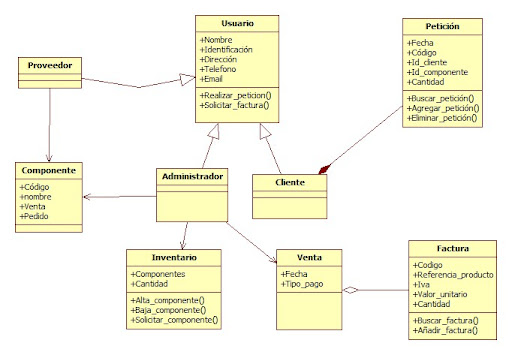 Usuario
+Nombre
+Identificación
+Dirección
+Telefono
+Email
+Realizar_peticion()
+Solicitar_factura()
Petición
+Fecha
+Código
+Id_cliente
+Id_componente
+Cantidad
+Buscar_petición()
+Agregar_petición()
+Eliminar_petición()
Proveedor
Componente
+Código
+nombre
+Venta
+Pedido
Administrador
Cliente
Inventario
+Componentes
+Cantidad
+Alta_componente()
+Baja_componente()
+Solicitar_componente()
Venta
+Fecha
+Tipo_pago
Factura
+Codigo
+Referencia_producto
+Iva
+Valor_unitario
+Cantidad
+Buscar_factura()
+Añadir_factura()